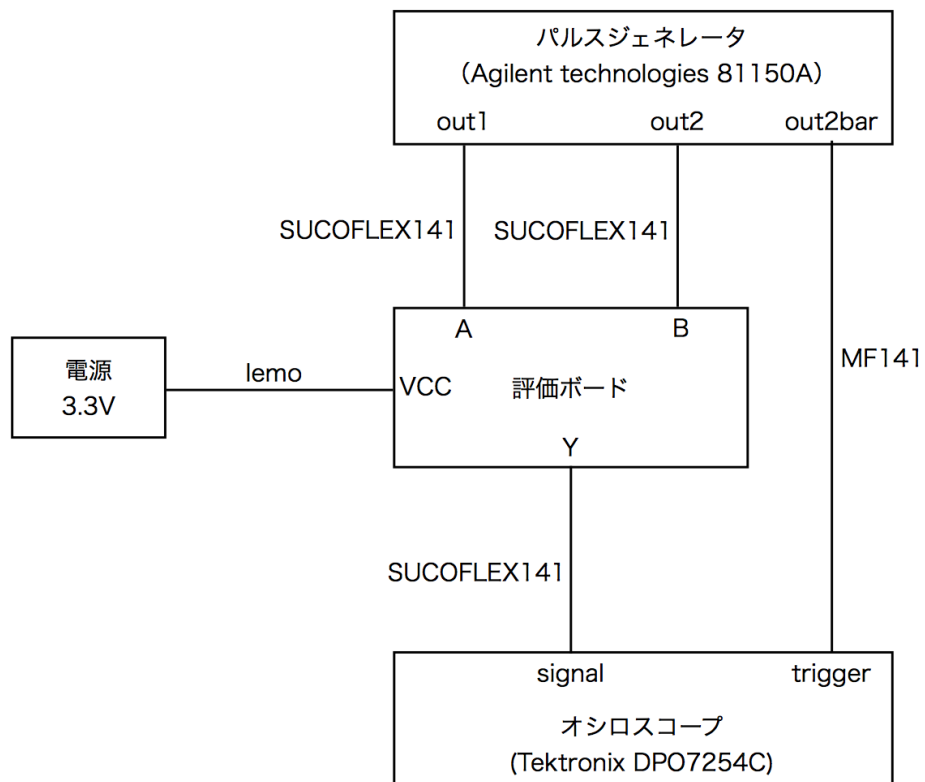 パルスジェネレータ
（Agilent technologies 81150A）
out1
out2
out2bar
SUCOFLEX141
SUCOFLEX141
A
B
MF141
電源
3.3V
lemo
VCC
評価ボード
Y
SUCOFLEX141
signal
trigger
オシロスコープ
(Tektronix DPO7254C)